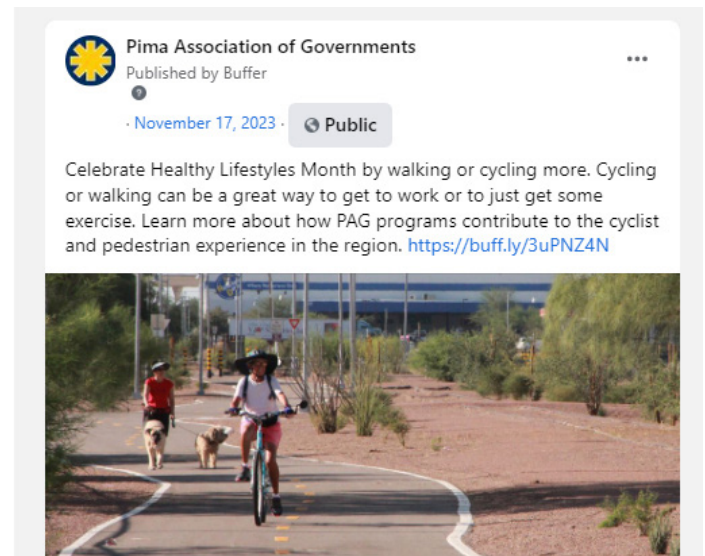 Pima Association of Governments
Published by Buffer
· November 17, 2023 · Public
Celebrate Healthy Lifestyles Month by walking or cycling more. Cycling
or walking can be a great way to get to work or to just get some
exercise. Learn more about how PAG programs contribute to the cyclist
and pedestrian experience in the region. https://buff.ly/3uPNZ4N